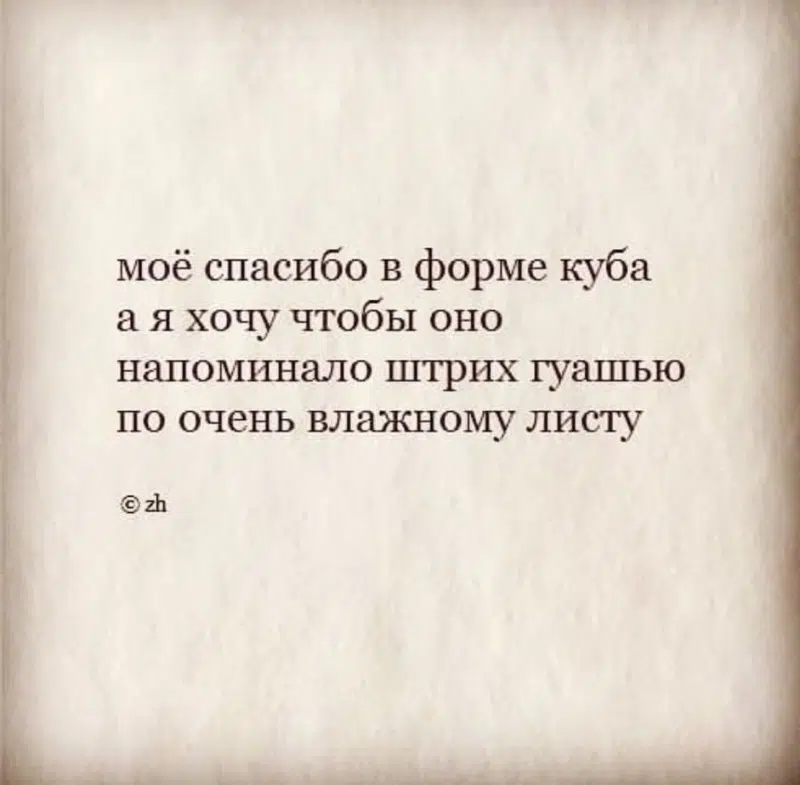 моё спасибо в форме куба
а я хочу чтобы оно
напоминало штрих гуашью
по очень влажному листу
© zh